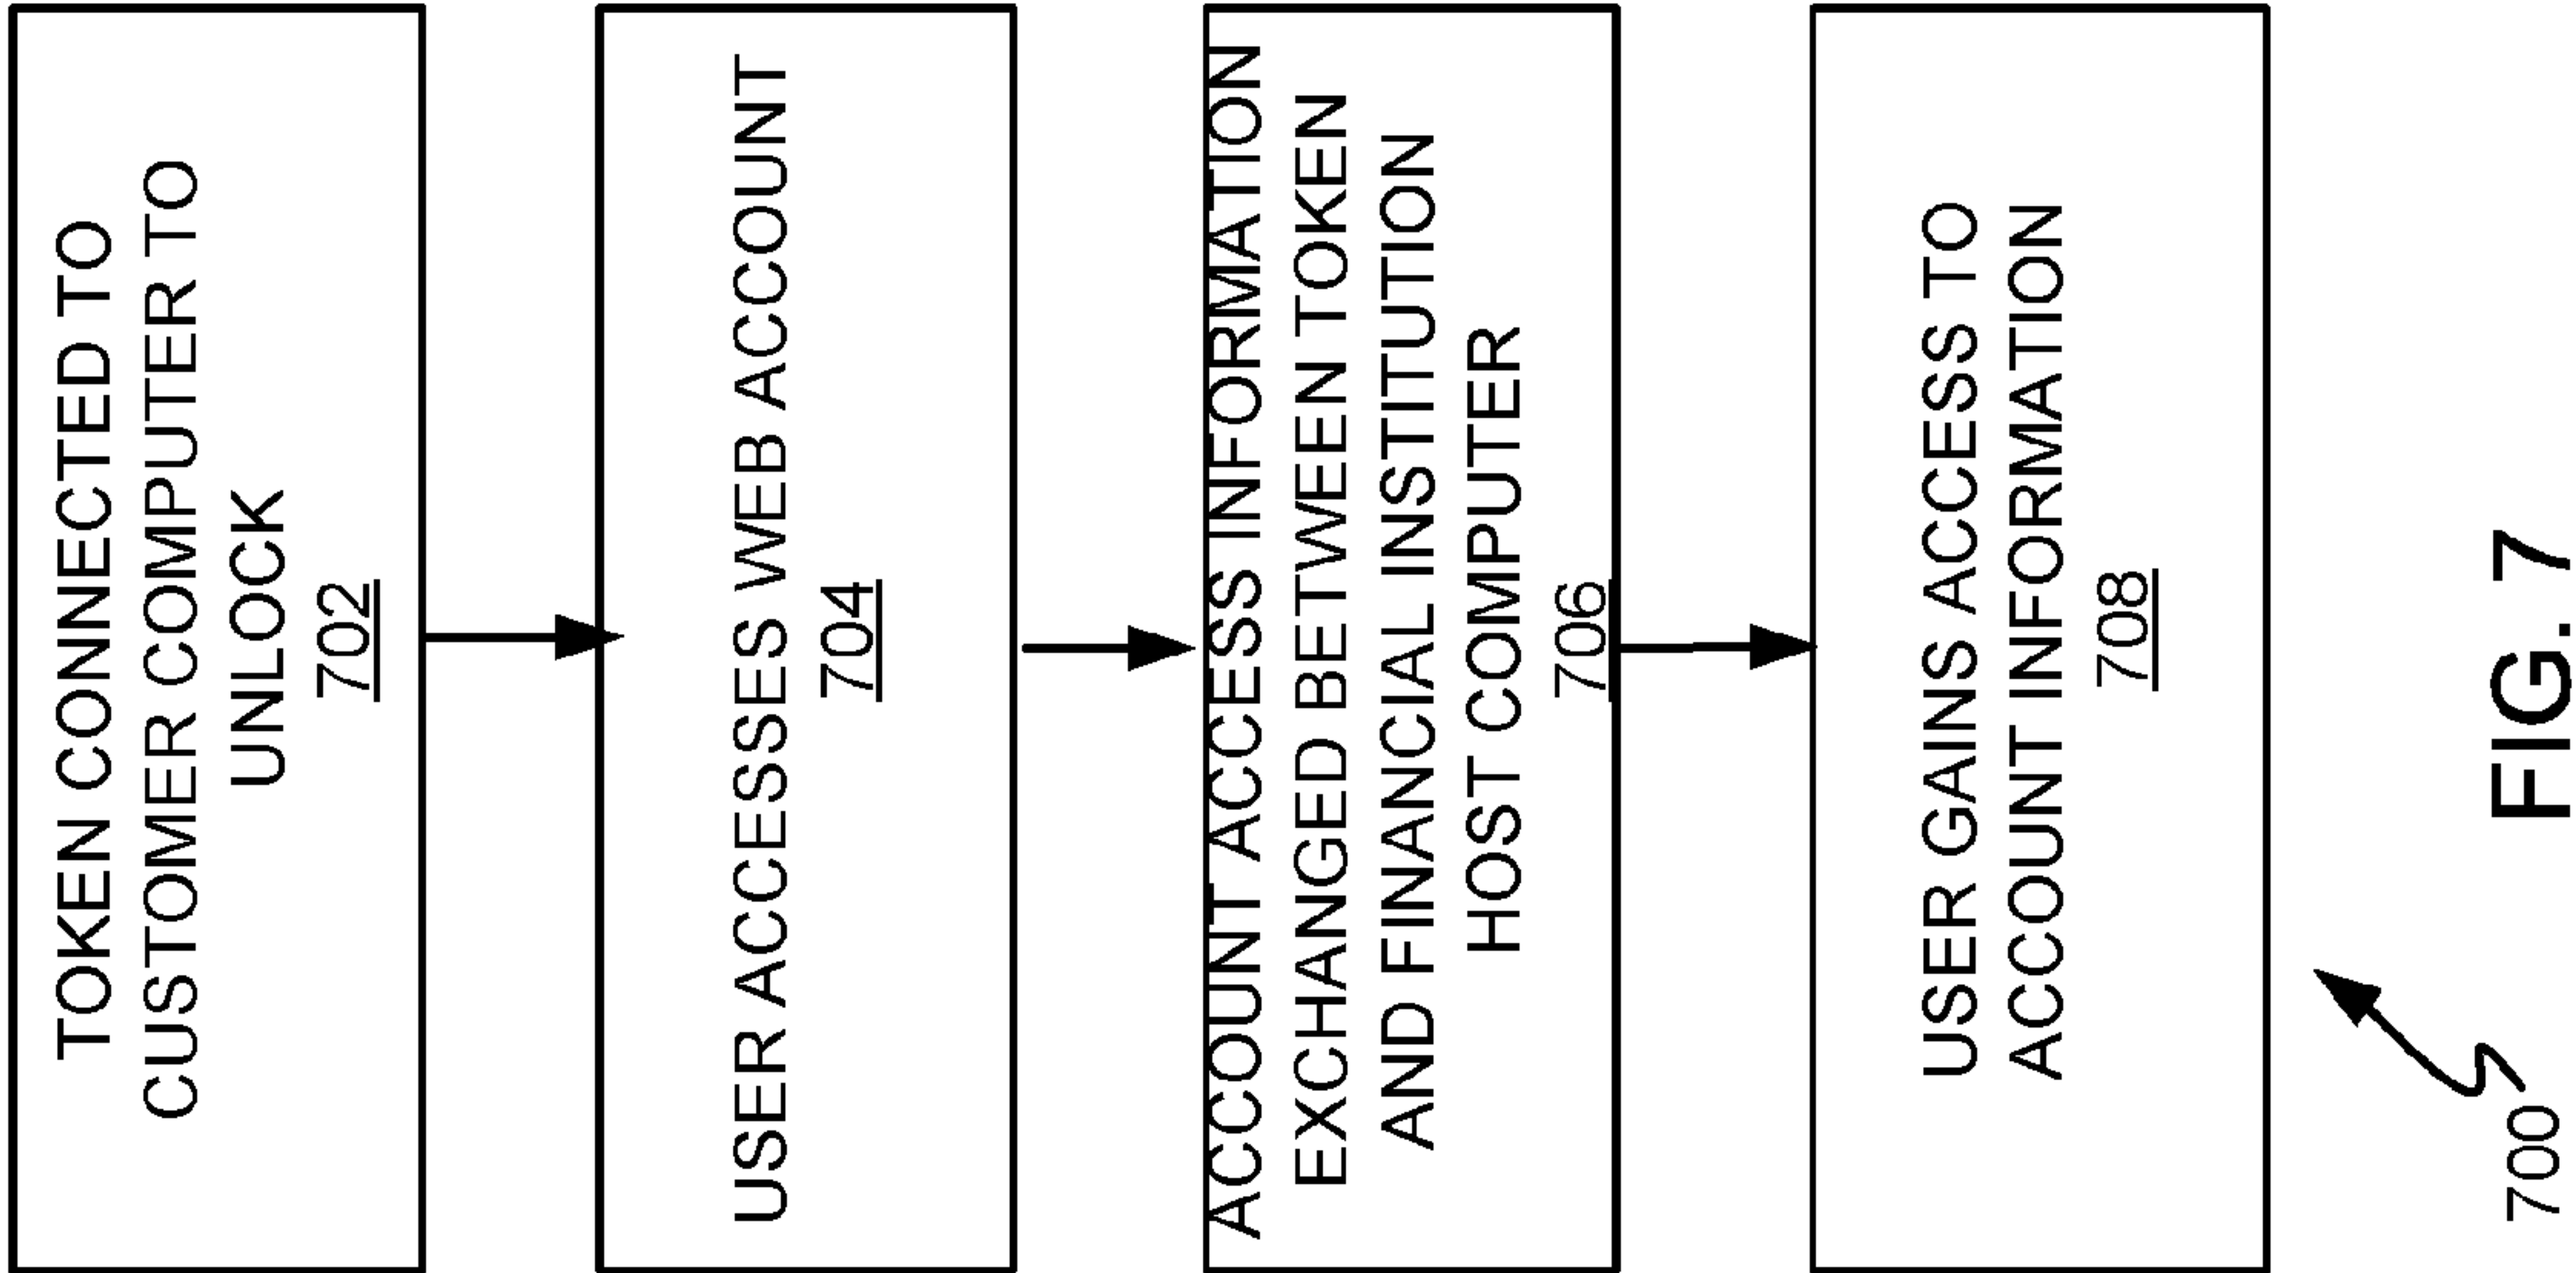 TOKEN CONNECTED TO
CUSTOMER COMPUTER TO
UNLOCK
702
USER ACCESSES WEB ACCOUNT
704
ACCOUNT ACCESS INFORMATION
EXCHANGED BETWEEN TOKEN
AND FINANCIAL INSTITUTION
HOST COMPUTER
706
USER GAINS ACCESS TO
ACCOUNT INFORMATION
708
700
FIG. 7